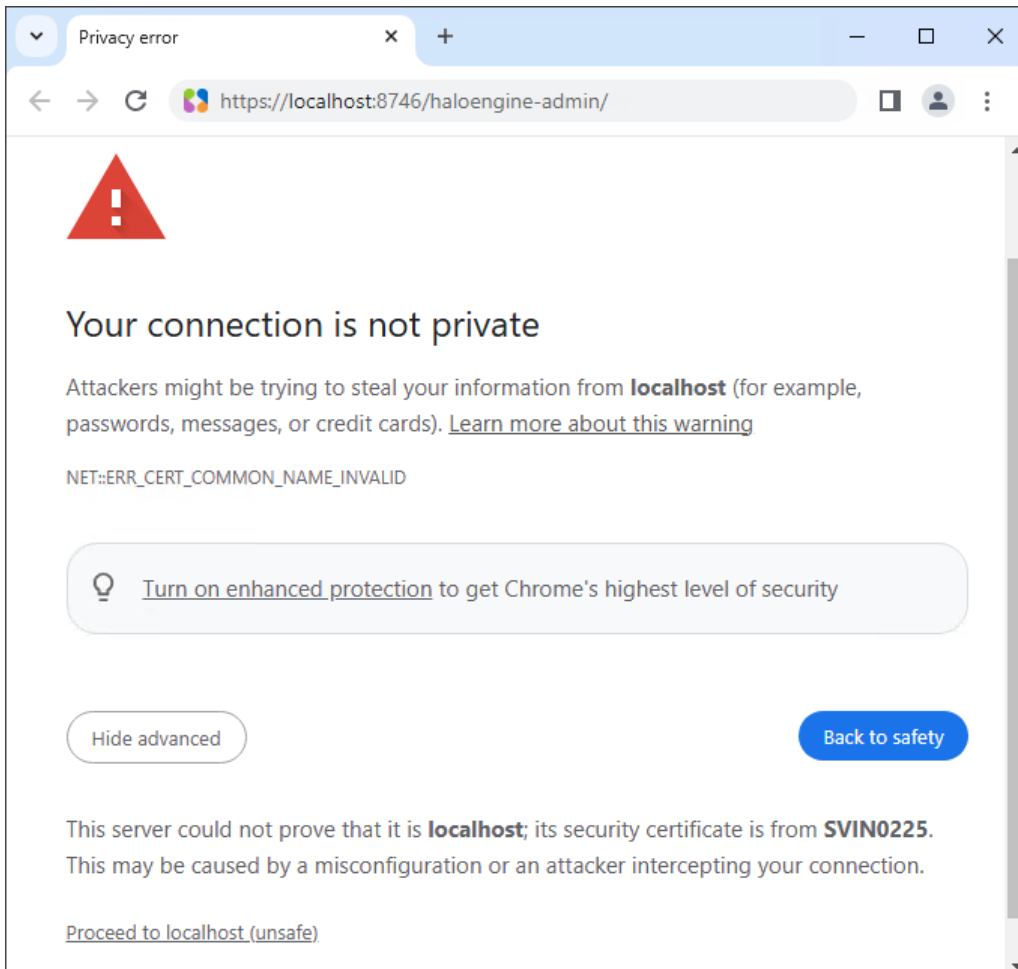 Privacy error
https://localhost:8746/haloengine-admin/
Your connection is not private
Attackers might be trying to steal your information from localhost (for example,
passwords, messages, or credit cards). Learn more about this warning
NET::ERR_CERT_COMMON_NAME_INVALID
Turn on enhanced protection to get Chrome's highest level of security
Hide advanced
Back to safety
This server could not prove that it is localhost; its security certificate is from SVIN0225.
This may be caused by a misconfiguration or an attacker intercepting your connection.
Proceed to localhost (unsafe)